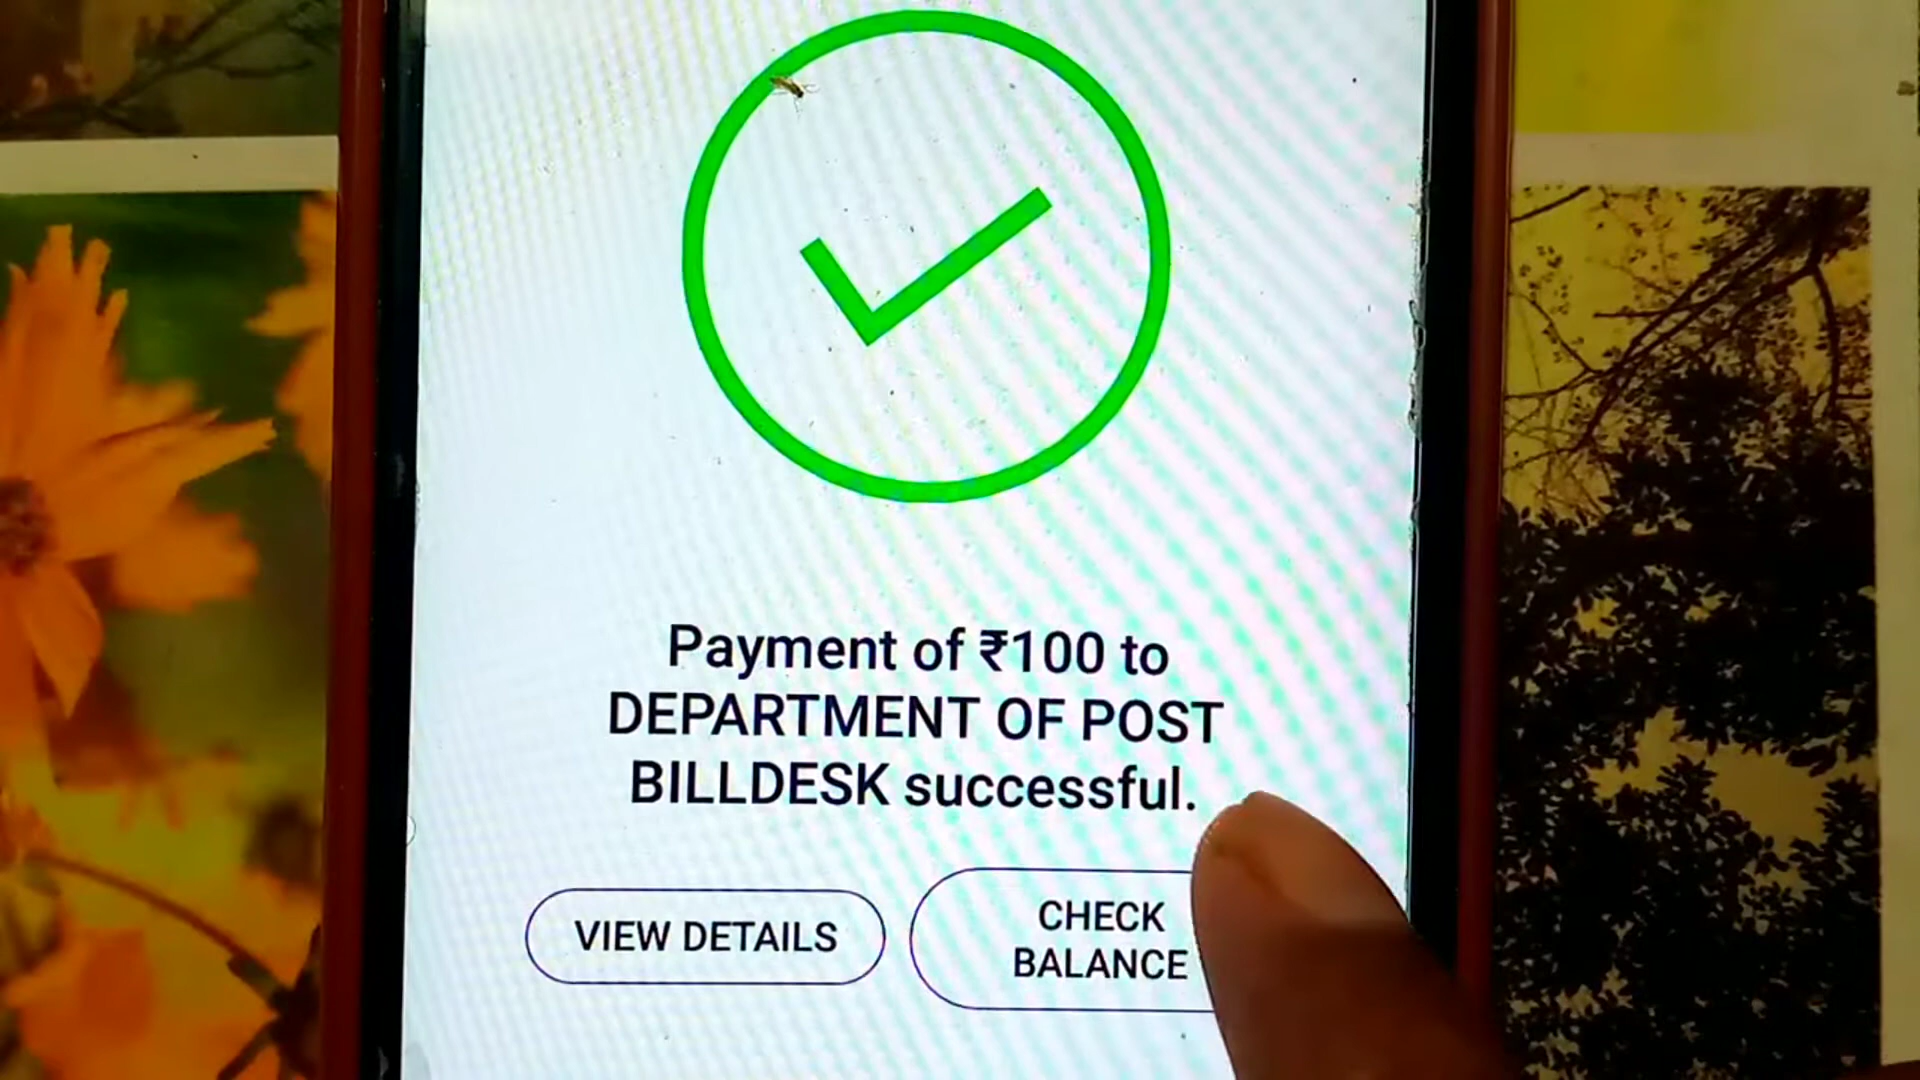 Payment of ₹100 to
DEPARTMENT OF POST
BILLDESK successful.
VIEW DETAILS
CHECK
BALANCE